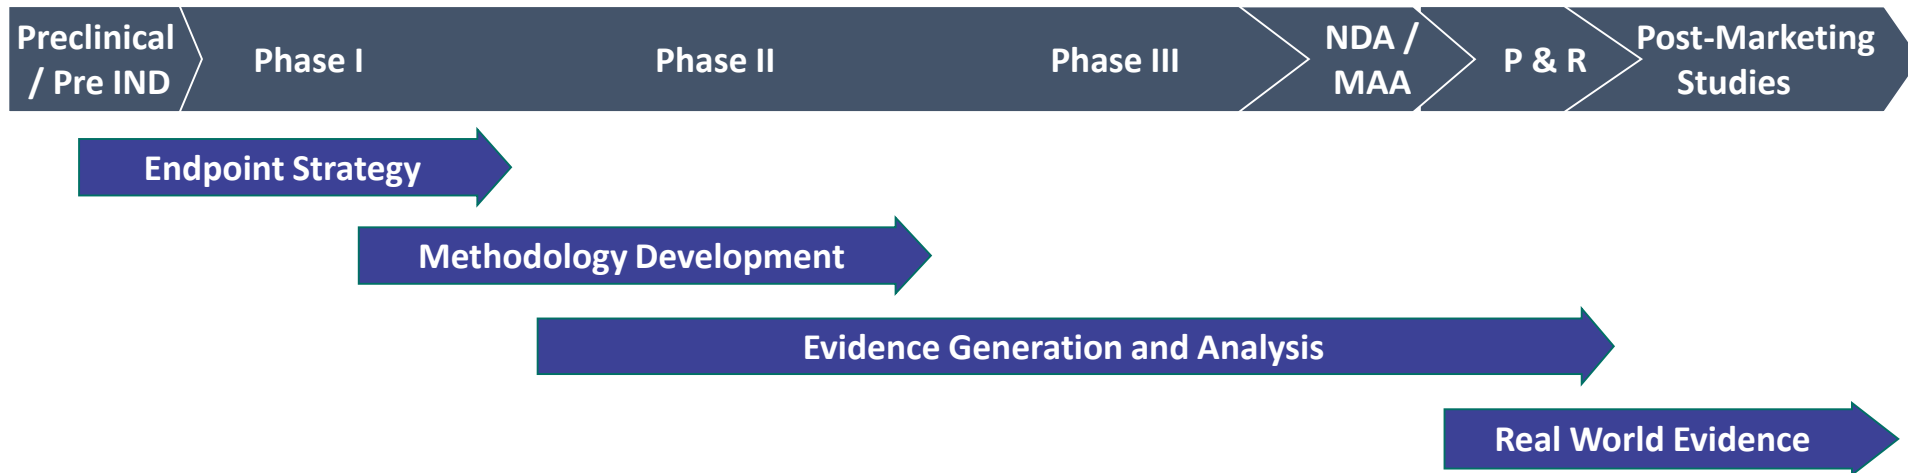 Preclinical
/ Pre IND
Phase I
Phase II
Phase III
NDA /
MAA
P & R
Post-Marketing
Studies
Endpoint Strategy
Methodology Development
Evidence Generation and Analysis
Real World Evidence